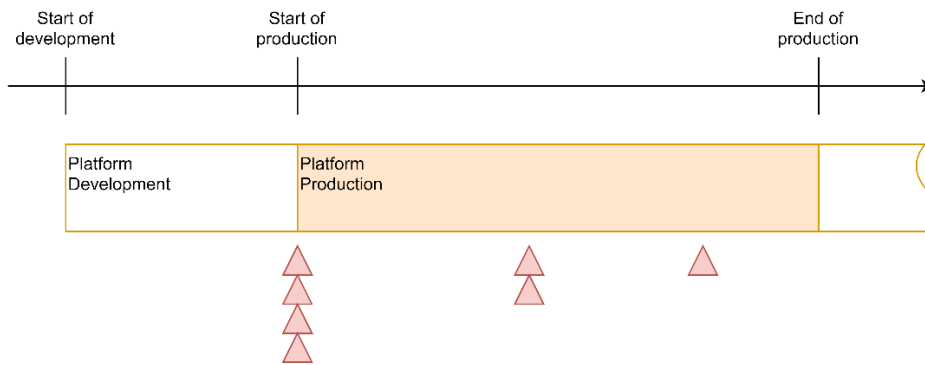 Start of
development
Start of
production
End of
production
Platform
Development
Platform
Production